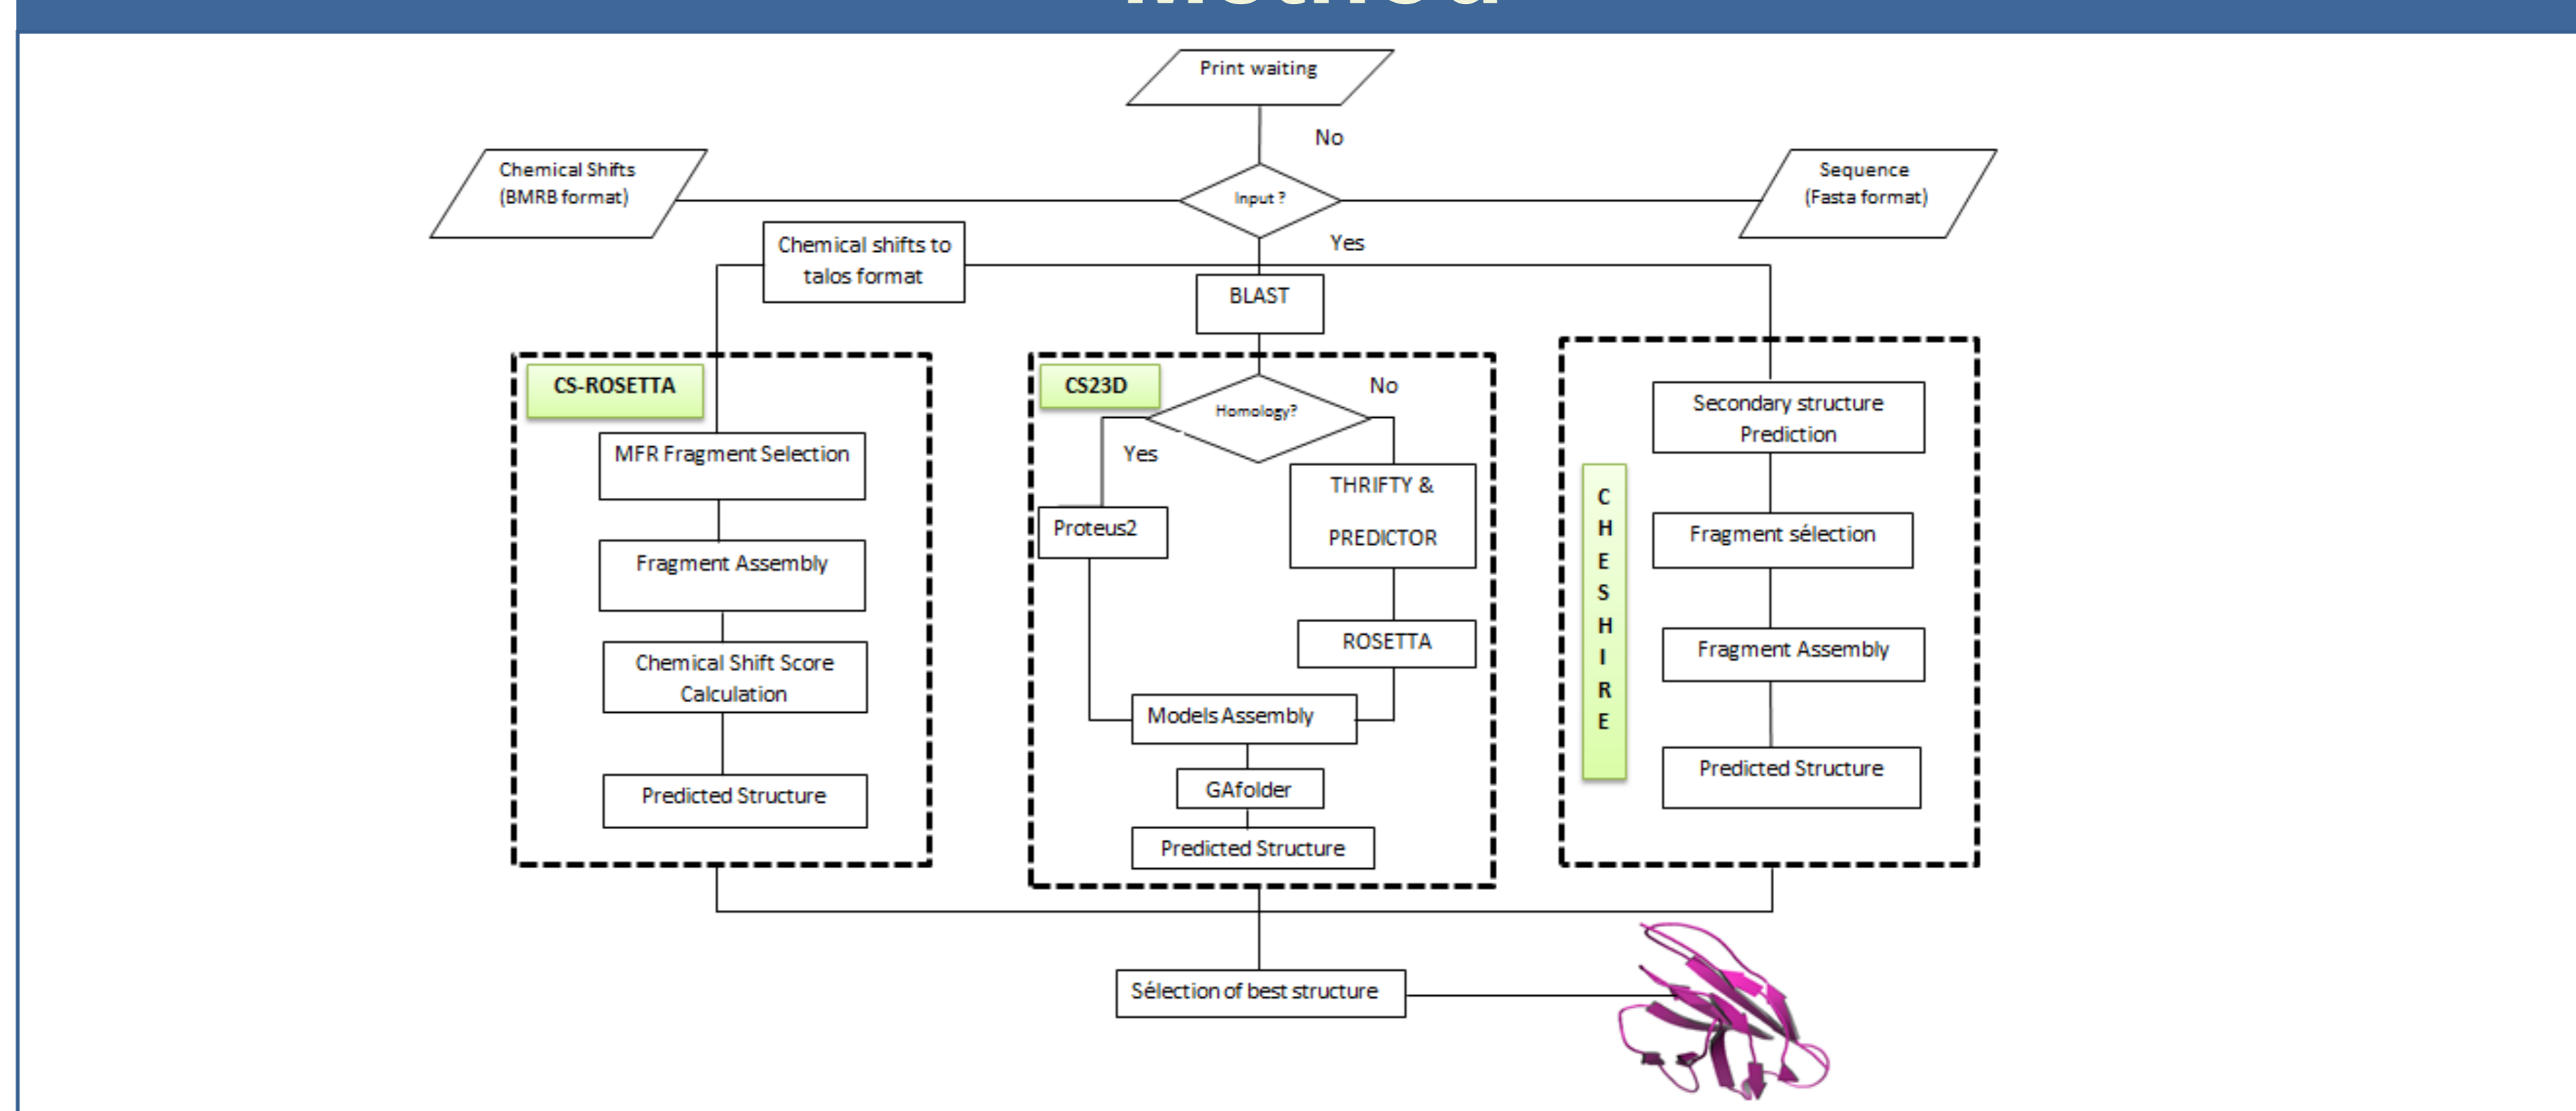 Method
Print waiting
No
Chemical Shifts
(BMRB format)
Input ?
Sequence
(Fasta format)
Yes
Chemical shifts to
talos format
BLAST
CS-ROSETTA
MFR Fragment Selection
Fragment Assembly
Chemical Shift Score
Calculation
Predicted Structure
CS23D
Homology?
No
Yes
Proteus2
THRIFTY &
PREDICTOR
ROSETTA
Models Assembly
GAfolder
Predicted Structure
C
H
E
S
H
I
R
E
Secondary structure
Prediction
Fragment sélection
Fragment Assembly
Predicted Structure
Sélection of best structure